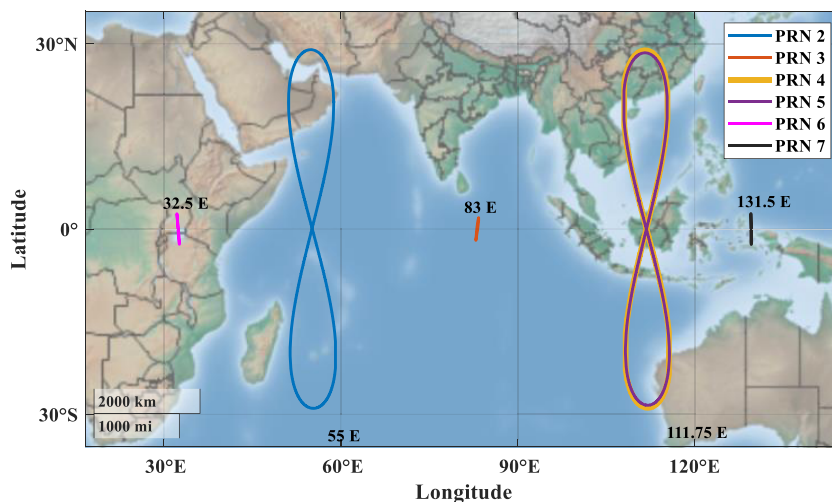 30°N
0°
30°S
Latitude
PRN 2
PRN 3
PRN 4
PRN 5
PRN 6
PRN 7
32.5 E
83 E
131.5 E
2000 km
1000 mi
55 E
111.75 E
30°E
60°E
90°E
120°E
Longitude